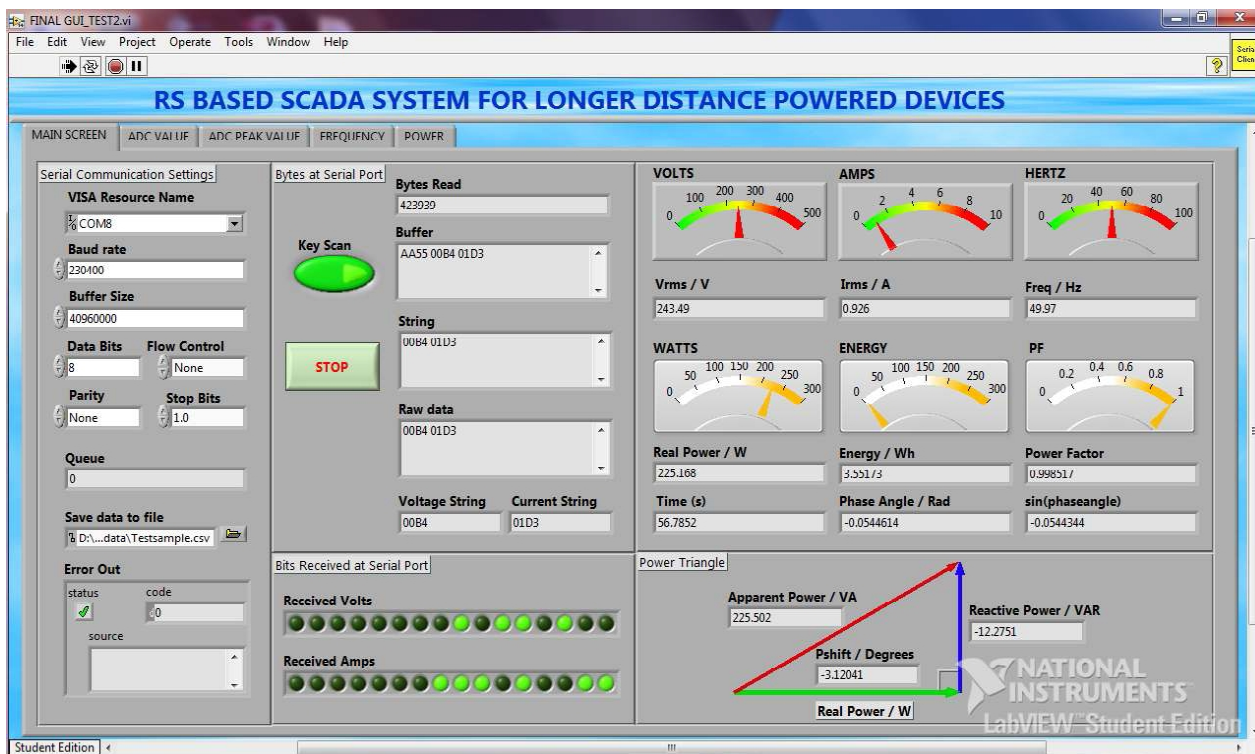 FINAL GUI_TEST2.vi
File Edit View Project Operate Tools Window Help
RS BASED SCADA SYSTEM FOR LONGER DISTANCE POWERED DEVICES
MAIN SCREEN ADC VALUE ADC PEAK VALUE FREQUENCY POWER
Serial Communication Settings
VISA Resource Name
COM8
Baud rate
230400
Buffer Size
40960000
Data Bits Flow Control
8 None
Parity Stop Bits
None 1.0
Queue
0
Save data to file
D:\...data\Testsample.csv
Error Out
status code
0
source
Bytes at Serial Port
Bytes Read
423939
Key Scan
Buffer
AA55 00B4 01D3
String
00B4 01D3
STOP
Raw data
00B4 01D3
Voltage String Current String
00B4 01D3
Bits Received at Serial Port
Received Volts
Received Amps
VOLTS AMPS HERTZ
0 100 200 300 400 500
0 2 4 6 8 10
0 20 40 60 80 100
Vrms / V Irms / A Freq / Hz
243.49 0.926 49.97
WATTS ENERGY PF
0 50 100 150 200 250 300
0 50 100 150 200 250 300
0 0.2 0.4 0.6 0.8 1
Real Power / W Energy / Wh Power Factor
225.168 3.55173 0.998517
Time (s) Phase Angle / Rad sin(phaseangle)
56.7852 -0.0544614 -0.0544344
Power Triangle
Apparent Power / VA
225.502
Reactive Power / VAR
-12.2751
Pshift / Degrees
-3.12041
Real Power / W
NATIONAL
INSTRUMENTS
LabVIEW™ Student Edition
Student Edition